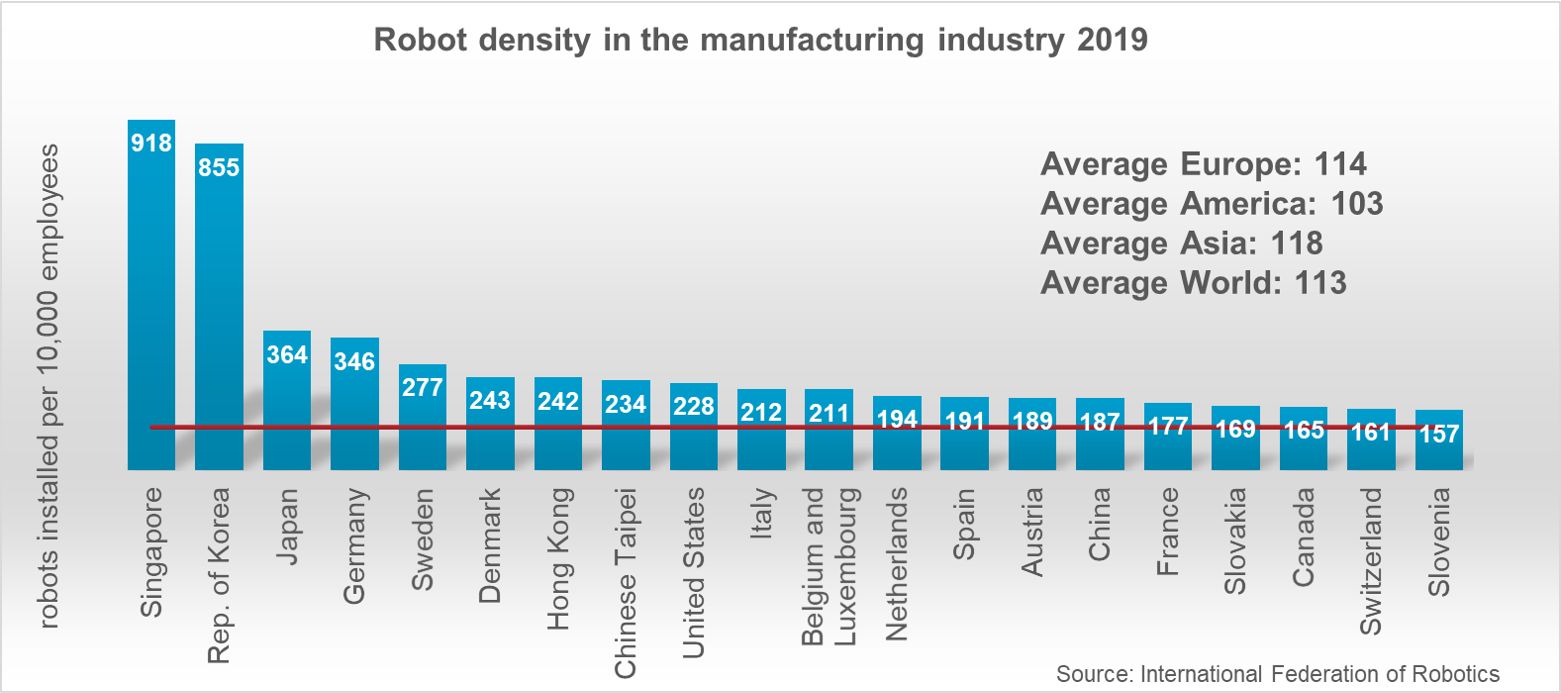 Robot density in the manufacturing industry 2019
robots installed per 10,000 employees
Average Europe: 114
Average America: 103
Average Asia: 118
Average World: 113
918
855
364
346
277
243
242
234
228
212
211
194
191
189
187
177
169
165
161
157
Singapore
Rep. of Korea
Japan
Germany
Sweden
Denmark
Hong Kong
Chinese Taipei
United States
Italy
Belgium and
Luxembourg
Netherlands
Spain
Austria
China
France
Slovakia
Canada
Switzerland
Slovenia
Source: International Federation of Robotics